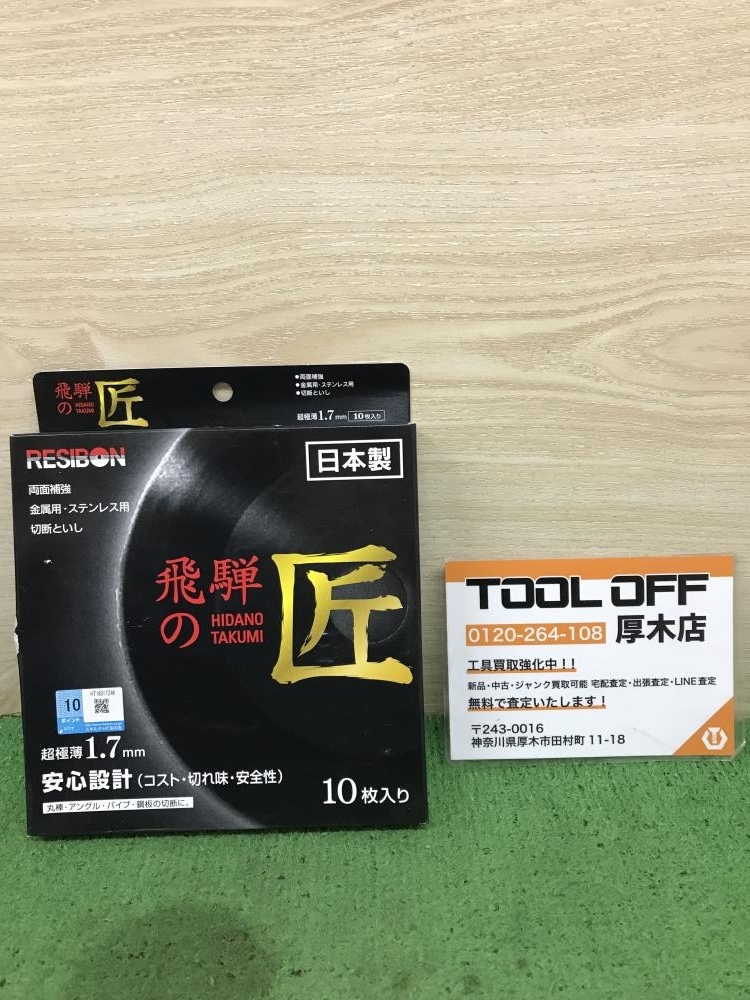 飛騨の
HIDANO
TAKUMI
匠
●両面補強
●金属用・ステンレス用
●切断といし
超極薄1.7mm 10枚入り
RESIBON
日本製
両面補強
金属用・ステンレス用
切断といし
飛騨の
HIDANO
TAKUMI
匠
10
ポイント
超極薄1.7mm
安心設計(コスト・切れ味・安全性)
10枚入り
丸棒・アングル・パイプ・鋼板の切断に。
TOOL OFF
0120-264-108 厚木店
工具買取強化中!!
新品・中古・ジャンク買取可能 宅配査定・出張査定・LINE査定
無料で査定いたします!
〒243-0016
神奈川県厚木市田村町 11-18